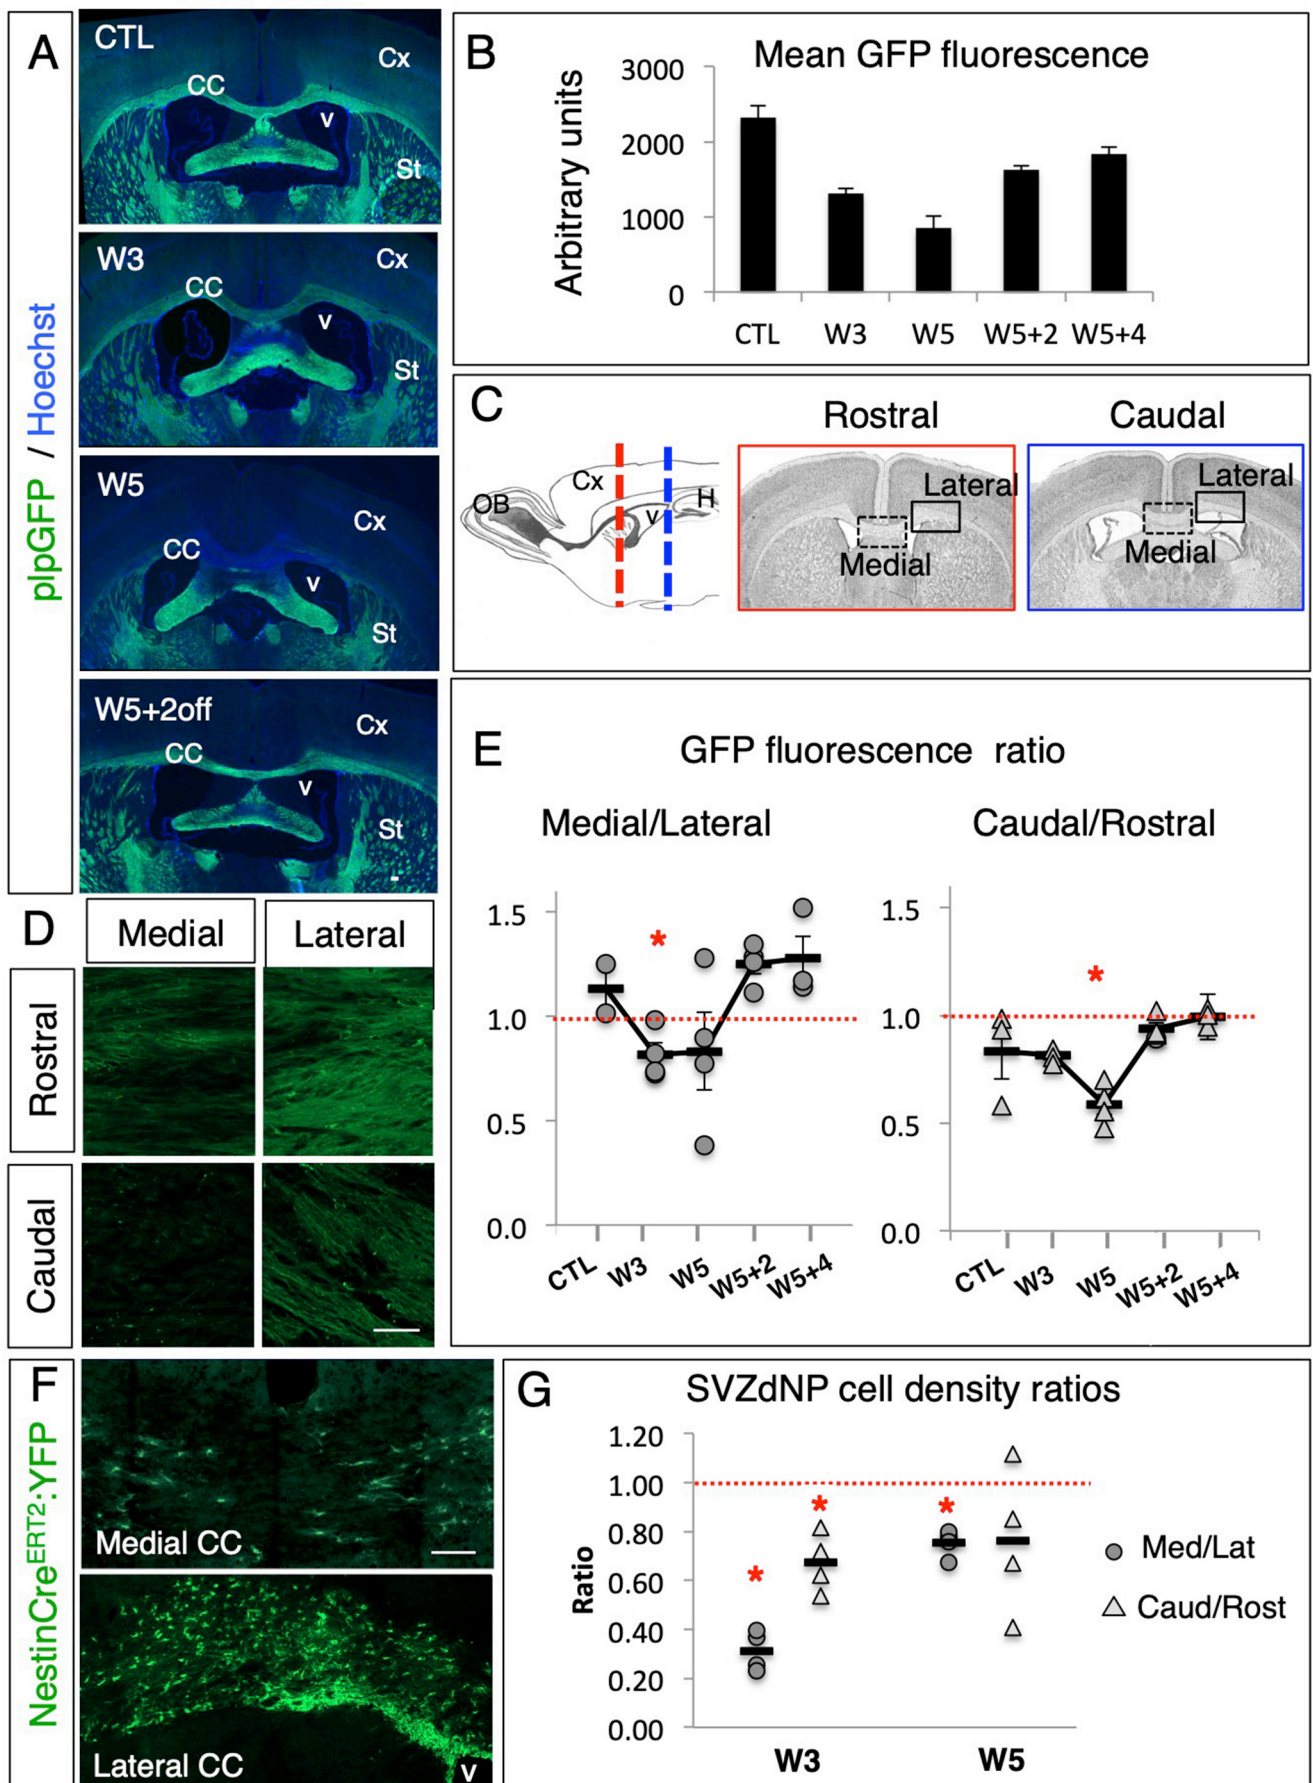 A
plpGFP / Hoechst
CTL
Cx
CC
v
St
W3
Cx
CC
v
St
W5
Cx
CC
v
St
W5+2off
Cx
CC
v
St
B
Mean GFP fluorescence
Arbitrary units
3000
2000
1000
0
CTL W3 W5 W5+2 W5+4
C
Rostral Caudal
OB
Cx
v
H
Lateral
Medial
Lateral
Medial
D
Medial Lateral
Rostral
Caudal
E
GFP fluorescence ratio
Medial/Lateral
*
1.5
1.0
0.5
0.0
CTL W3 W5 W5+2 W5+4
Caudal/Rostral
*
1.5
1.0
0.5
0.0
CTL W3 W5 W5+2 W5+4
F
NestinCreERT2:YFP
Medial CC
Lateral CC
v
G
SVZdNP cell density ratios
Ratio
1.20
1.00
0.80
0.60
0.40
0.20
0.00
* * *
W3 W5
Med/Lat
Caud/Rost